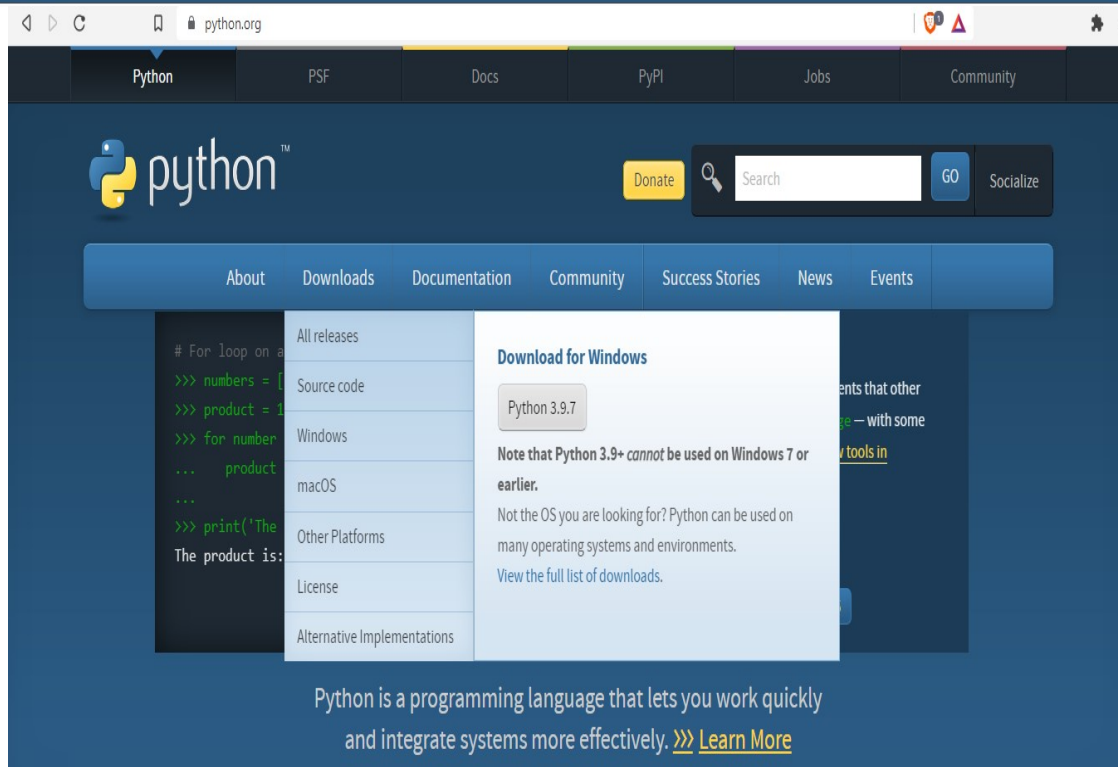 python.org
1
Python PSF Docs PyPI Jobs Community
python™
Donate Search GO Socialize
About Downloads Documentation Community Success Stories News Events
# For loop on a
>>> numbers = [
>>> product = 1
>>> for number
... product
...
>>> print('The
The product is:
All releases
Source code
Windows
macOS
Other Platforms
License
Alternative Implementations
Download for Windows
Python 3.9.7
Note that Python 3.9+ cannot be used on Windows 7 or
earlier.
Not the OS you are looking for? Python can be used on
many operating systems and environments.
View the full list of downloads.
ents that other
— with some
tools in
Python is a programming language that lets you work quickly
and integrate systems more effectively. >>> Learn More